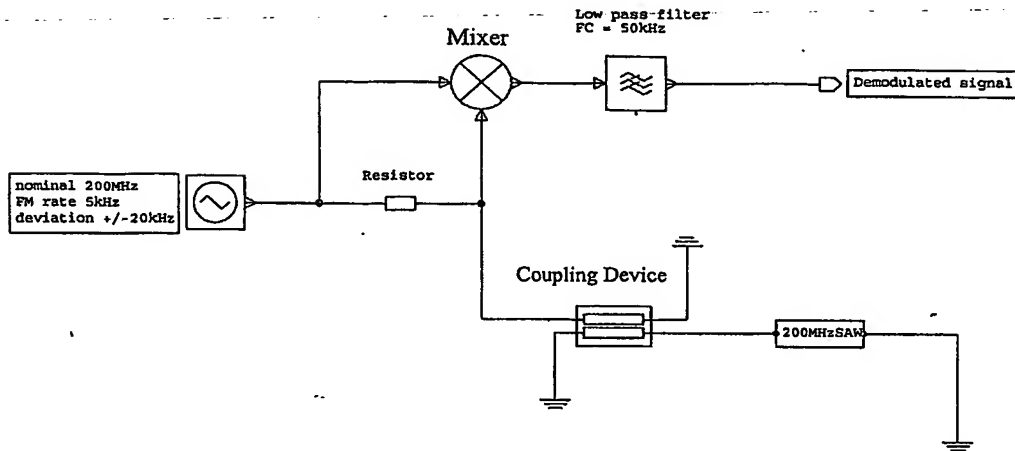 Low pass-filter
FC = 50kHz
Mixer
Demodulated signal
Resistor
nominal 200MHz
FM rate 5kHz
deviation +/-20kHz
Coupling Device
200MHzSAW